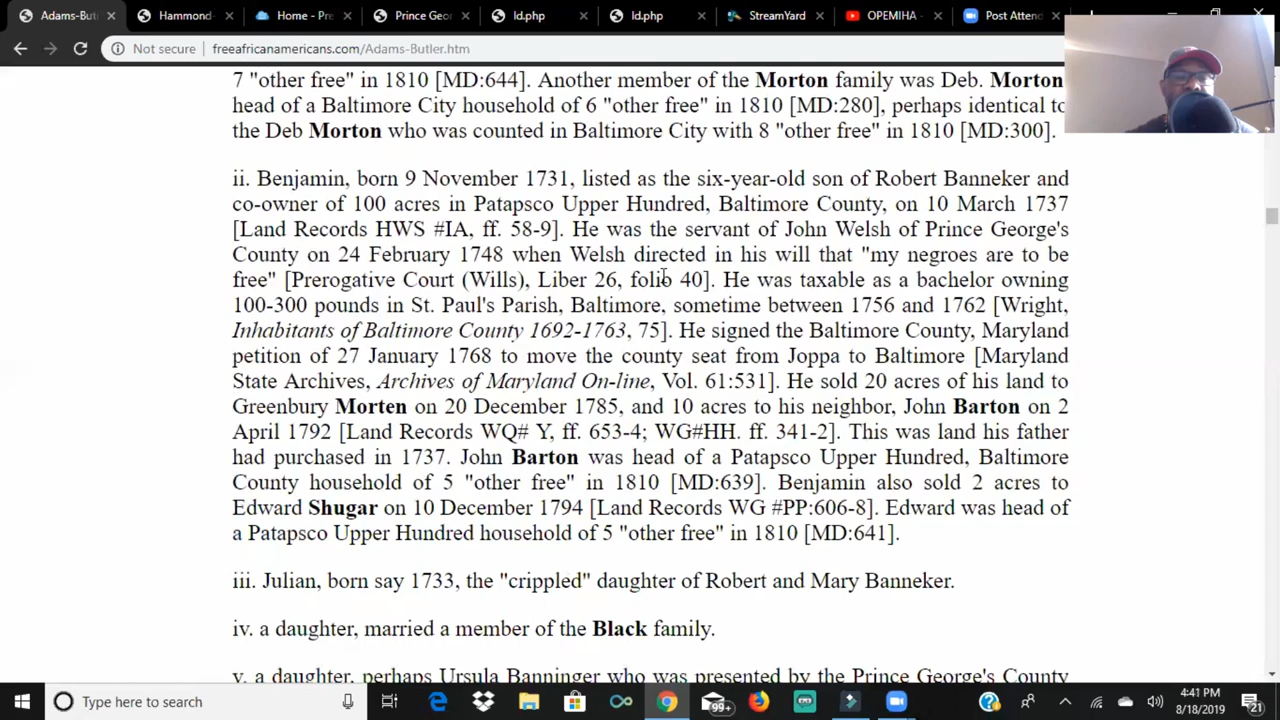 Adams-But
Hammond-
Home - Pre
Prince Geo
ld.php
ld.php
StreamYard
OPEMIHA -
Post Attend
Not secure freeafricanamericans.com/Adams-Butler.htm
7 "other free" in 1810 [MD:644]. Another member of the Morton family was Deb. Morton
head of a Baltimore City household of 6 "other free" in 1810 [MD:280], perhaps identical to
the Deb Morton who was counted in Baltimore City with 8 "other free" in 1810 [MD:300].
ii. Benjamin, born 9 November 1731, listed as the six-year-old son of Robert Banneker and
co-owner of 100 acres in Patapsco Upper Hundred, Baltimore County, on 10 March 1737
[Land Records HWS #IA, ff. 58-9]. He was the servant of John Welsh of Prince George's
County on 24 February 1748 when Welsh directed in his will that "my negroes are to be
free" [Prerogative Court (Wills), Liber 26, folio 40]. He was taxable as a bachelor owning
100-300 pounds in St. Paul's Parish, Baltimore, sometime between 1756 and 1762 [Wright,
Inhabitants of Baltimore County 1692-1763, 75]. He signed the Baltimore County, Maryland
petition of 27 January 1768 to move the county seat from Joppa to Baltimore [Maryland
State Archives, Archives of Maryland On-line, Vol. 61:531]. He sold 20 acres of his land to
Greenbury Morten on 20 December 1785, and 10 acres to his neighbor, John Barton on 2
April 1792 [Land Records WQ# Y, ff. 653-4; WG#HH. ff. 341-2]. This was land his father
had purchased in 1737. John Barton was head of a Patapsco Upper Hundred, Baltimore
County household of 5 "other free" in 1810 [MD:639]. Benjamin also sold 2 acres to
Edward Shugar on 10 December 1794 [Land Records WG #PP:606-8]. Edward was head of
a Patapsco Upper Hundred household of 5 "other free" in 1810 [MD:641].
iii. Julian, born say 1733, the "crippled" daughter of Robert and Mary Banneker.
iv. a daughter, married a member of the Black family.
v. a daughter, perhaps Ursula Banninger who was presented by the Prince George's County
Type here to search
99+
4:41 PM
8/18/2019
21